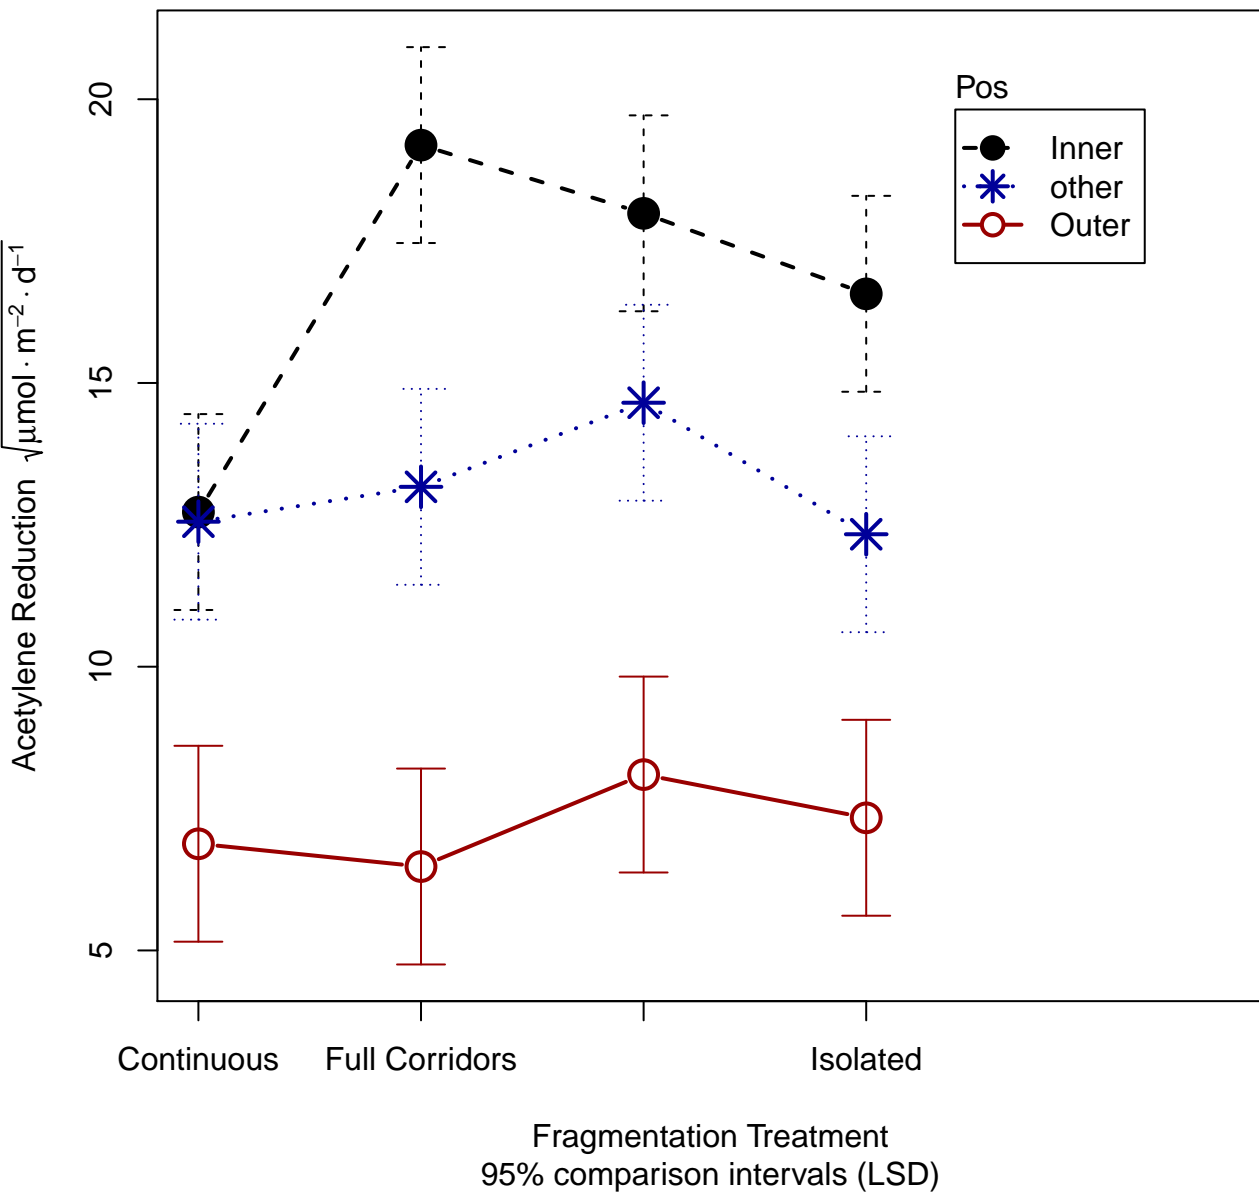 20
15
10
5
Acetylene Reduction √μmol · m⁻² · d⁻¹
Pos
Inner
other
Outer
Continuous Full Corridors Isolated
Fragmentation Treatment
95% comparison intervals (LSD)